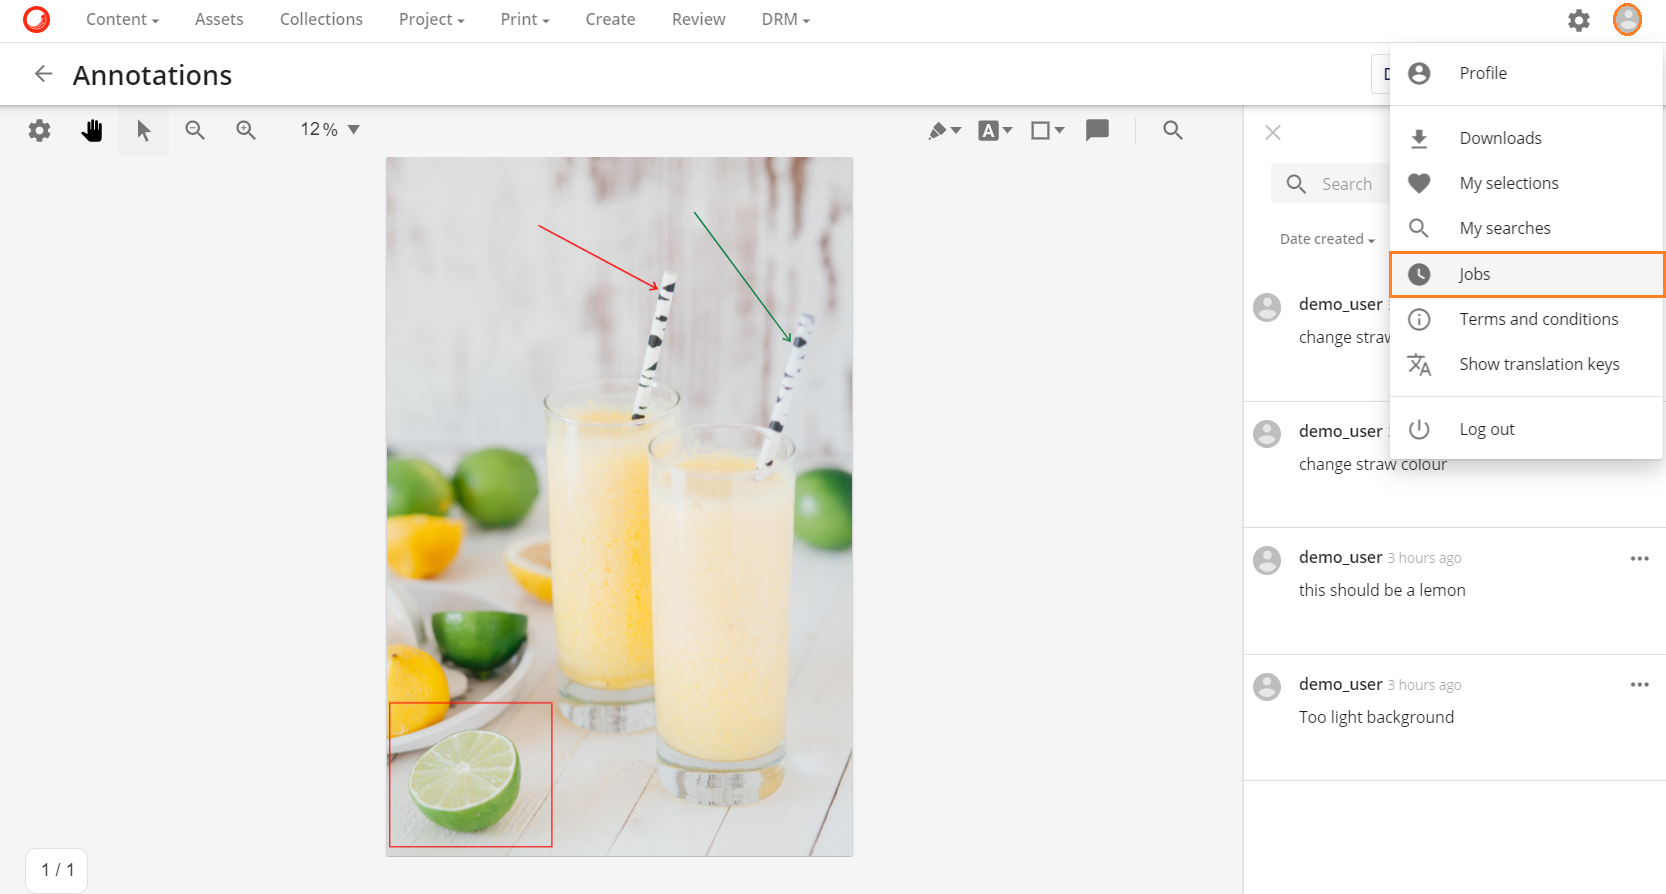 Content Assets Collections Project Print Create Review DRM
Annotations
D
Profile
12 %
A
Downloads
Search
My selections
My searches
Date created
Jobs
demo_user
Terms and conditions
change straw
Show translation keys
demo_user
Log out
change straw colour
demo_user 3 hours ago
this should be a lemon
demo_user 3 hours ago
Too light background
1 / 1